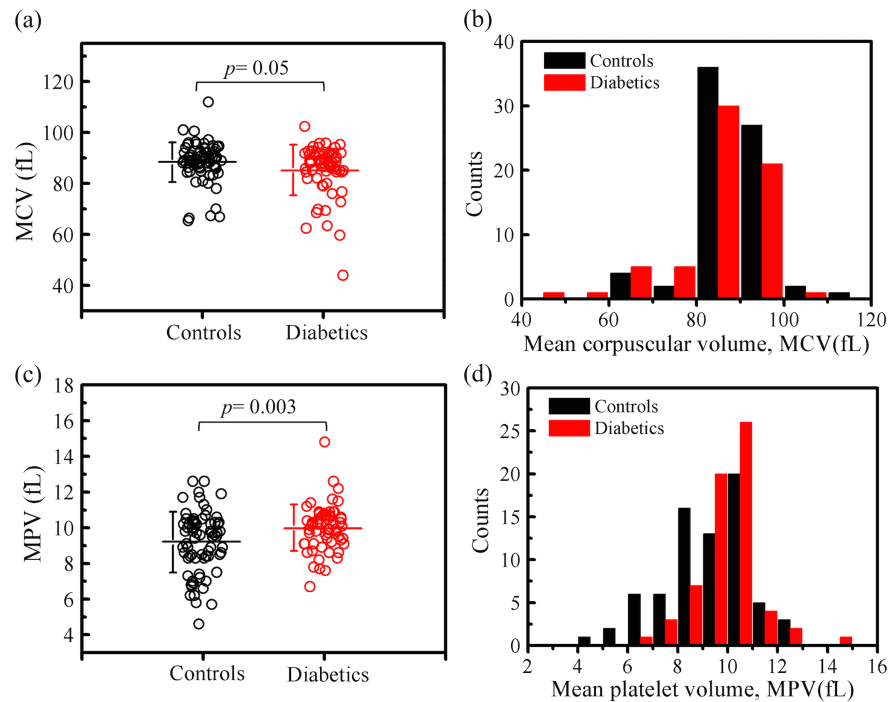 (a)
MCV (fL)
120
100
80
60
40
p= 0.05
Controls
Diabetics
(b)
Counts
40
30
20
10
0
Controls
Diabetics
40
60
80
100
120
Mean corpuscular volume, MCV(fL)
(c)
MPV (fL)
18
16
14
12
10
8
6
4
p= 0.003
Controls
Diabetics
(d)
Counts
30
25
20
15
10
5
0
Controls
Diabetics
2
4
6
8
10
12
14
16
Mean platelet volume, MPV(fL)